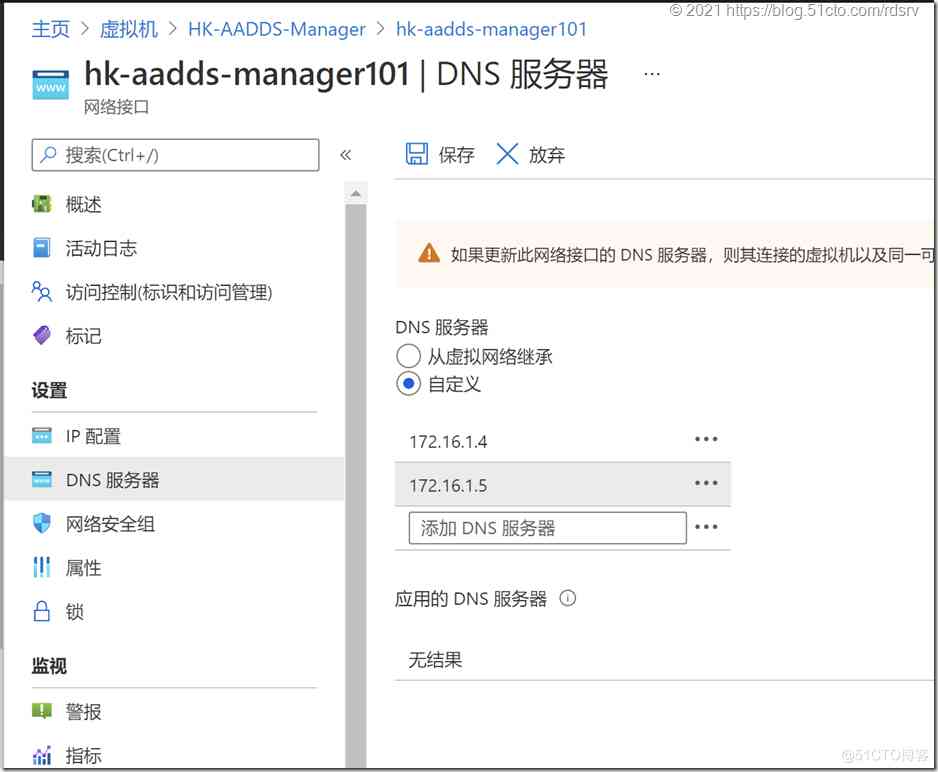 © 2021 https://blog.51cto.com/rdsrv
主页 > 虚拟机 > HK-AADDS-Manager > hk-aadds-manager101
hk-aadds-manager101 | DNS 服务器 ...
网络接口
搜索(Ctrl+/)
«
保存 放弃
概述
活动日志
访问控制(标识和访问管理)
标记
设置
IP 配置
DNS 服务器
网络安全组
属性
锁
监视
警报
指标
如果更新此网络接口的 DNS 服务器，则其连接的虚拟机以及同一可
DNS 服务器
从虚拟网络继承
自定义
172.16.1.4 •••
172.16.1.5 •••
添加 DNS 服务器 •••
应用的 DNS 服务器
无结果
@51CTO博客